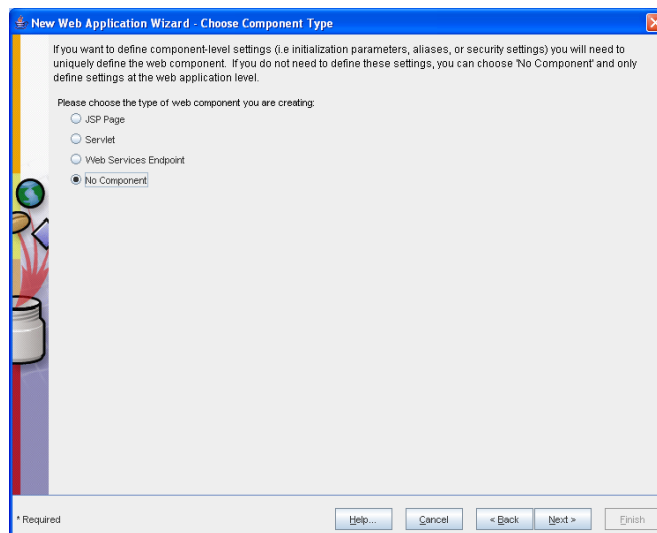 New Web Application Wizard - Choose Component Type
If you want to define component-level settings (i.e initialization parameters, aliases, or security settings) you will need to
uniquely define the web component. If you do not need to define these settings, you can choose 'No Component' and only
define settings at the web application level.
Please choose the type of web component you are creating:
JSP Page
Servlet
Web Services Endpoint
No Component
* Required
Help...
Cancel
< Back
Next >
Finish